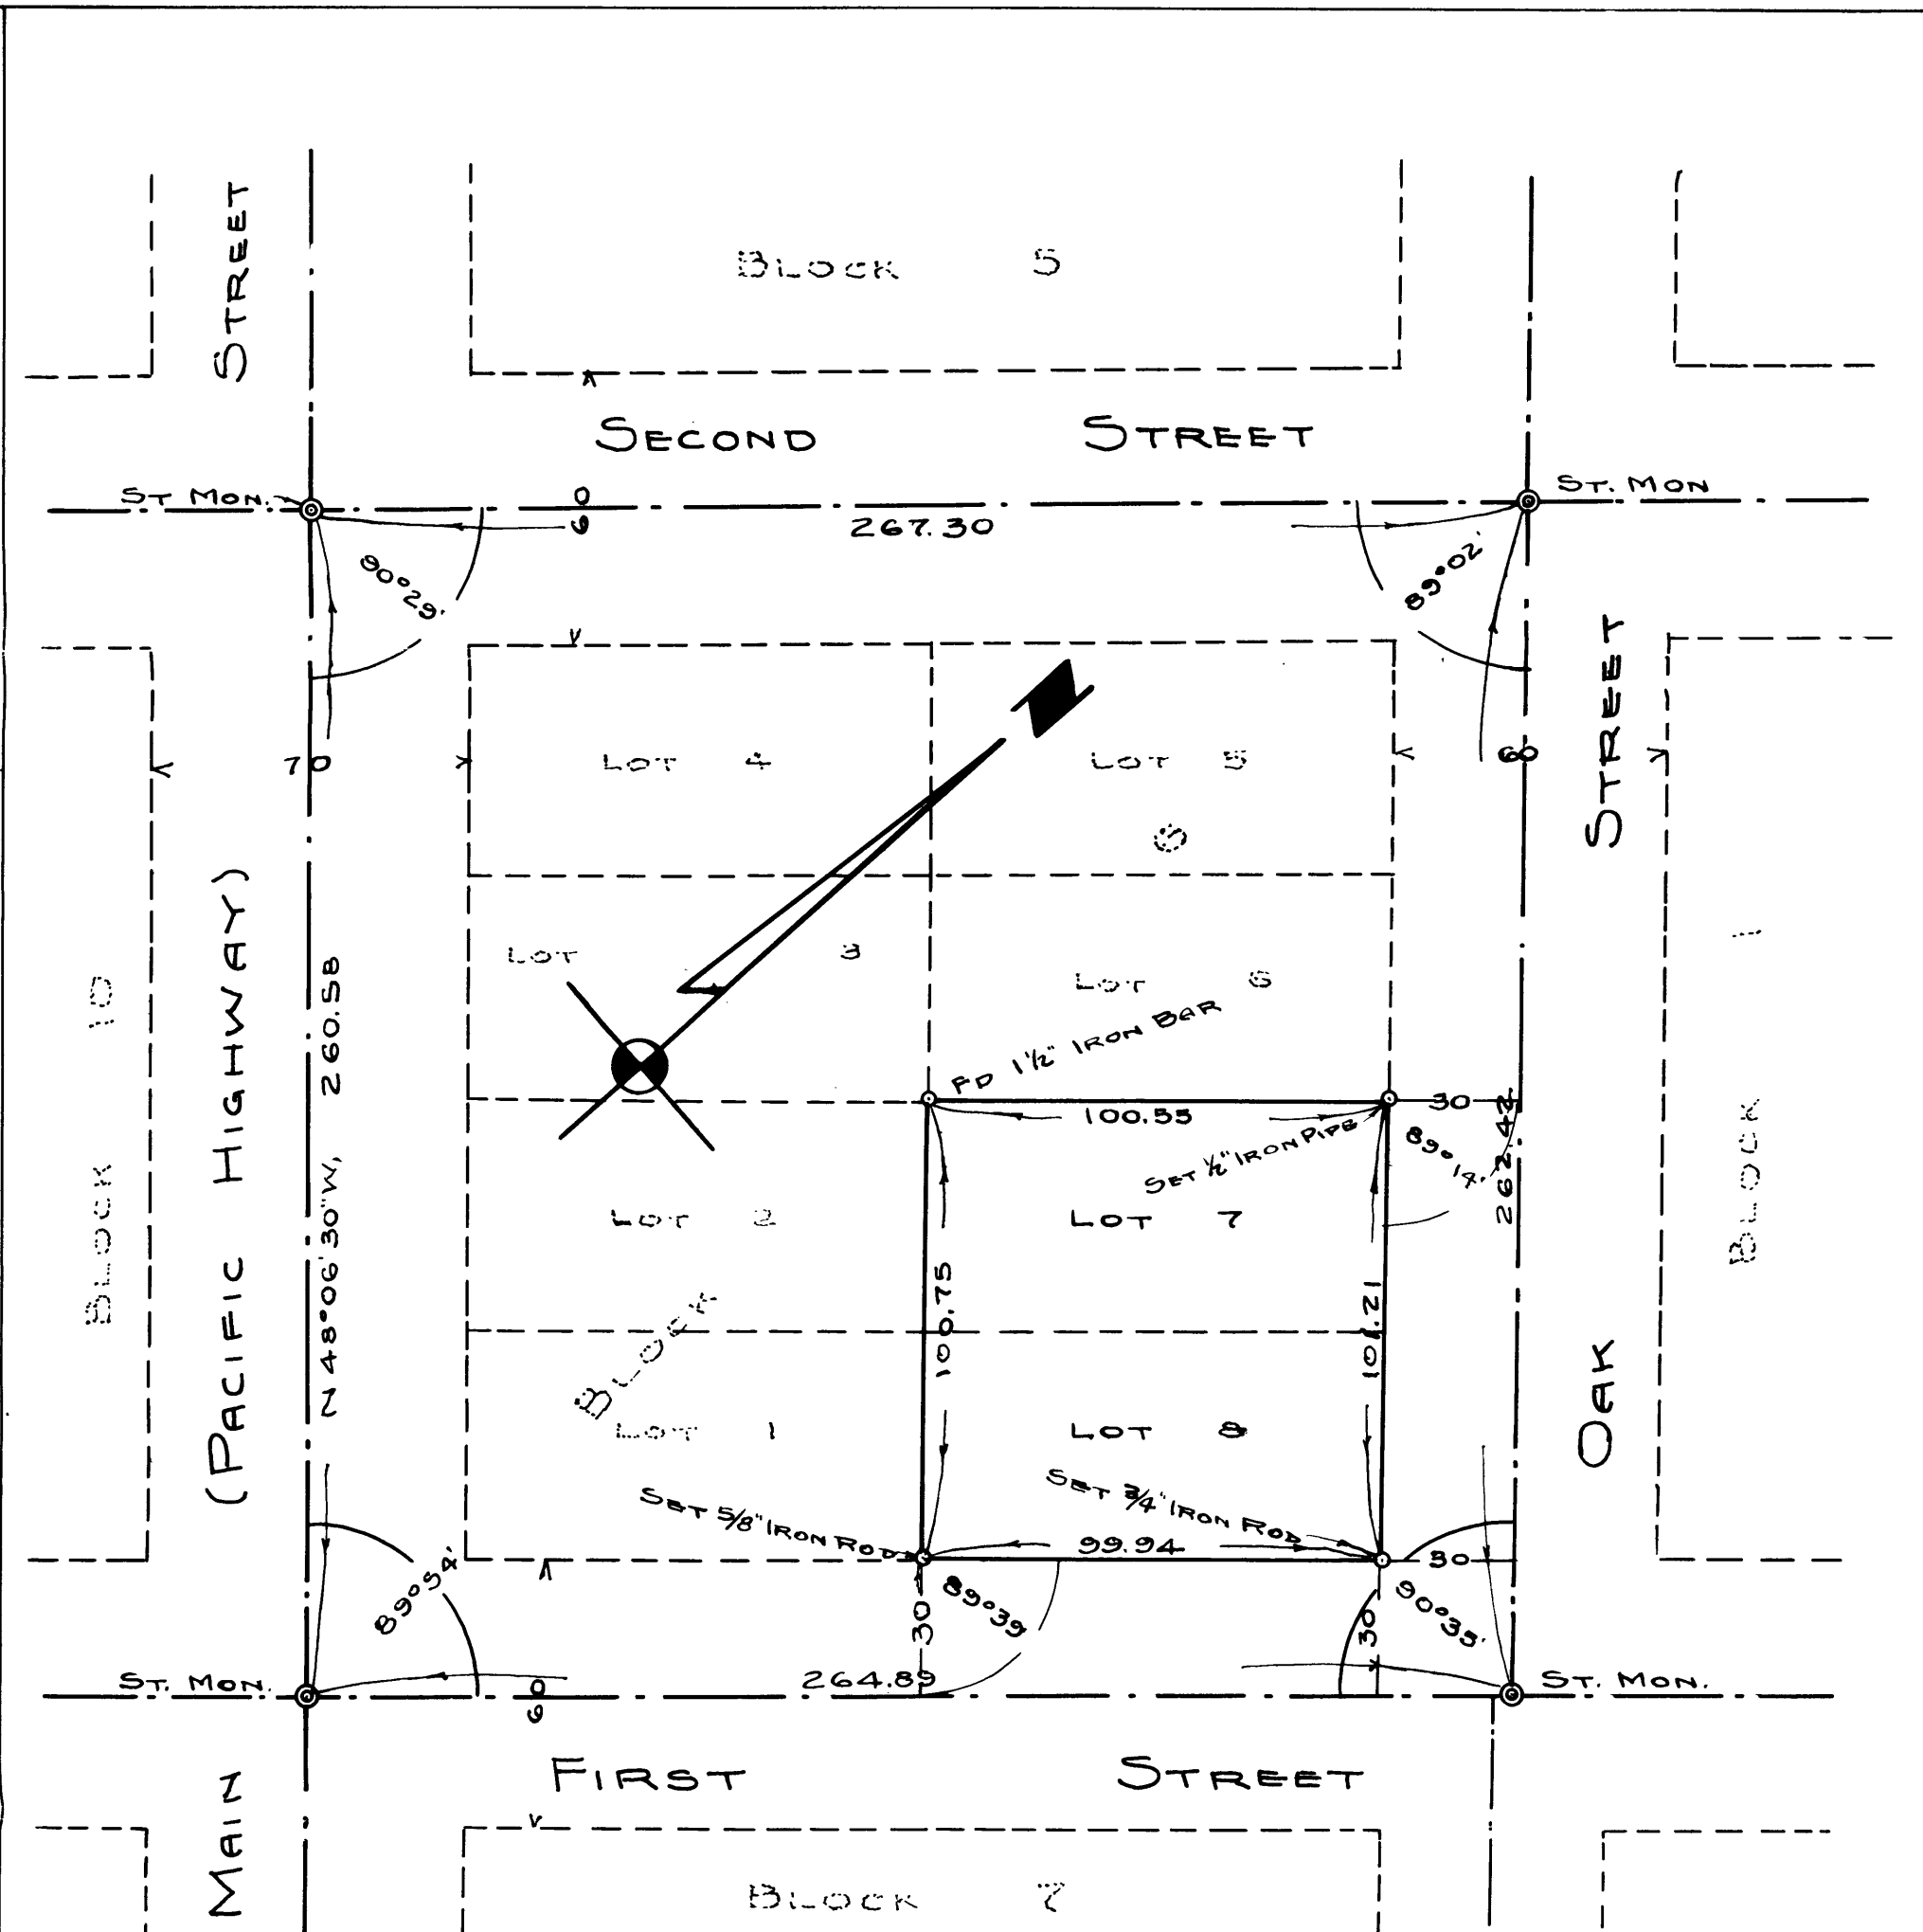 STREET
BLOCK 5
SECOND STREET
ST MON.
60
267.30
ST. MON
90°29'
89°02'
STREET
70
LOT 4
LOT 5
60
6
(PACIFIC HIGHWAY)
LOT 3
LOT 6
BLOCK 10
260.58
N 48°06'30"W,
FD 1½" IRON BAR
100.55
30
SET ½" IRON PIPE
89°14'
262.42
BLOCK 1
LOT 2
LOT 7
100.75
101.21
BLOCK
OAK
LOT 1
LOT 8
SET 5/8" IRON ROD
SET 3/4" IRON ROD
99.94
30
89°54'
30
89°39
30
90°35'
ST. MON.
60
264.89
ST. MON.
FIRST STREET
MAIN
BLOCK 7